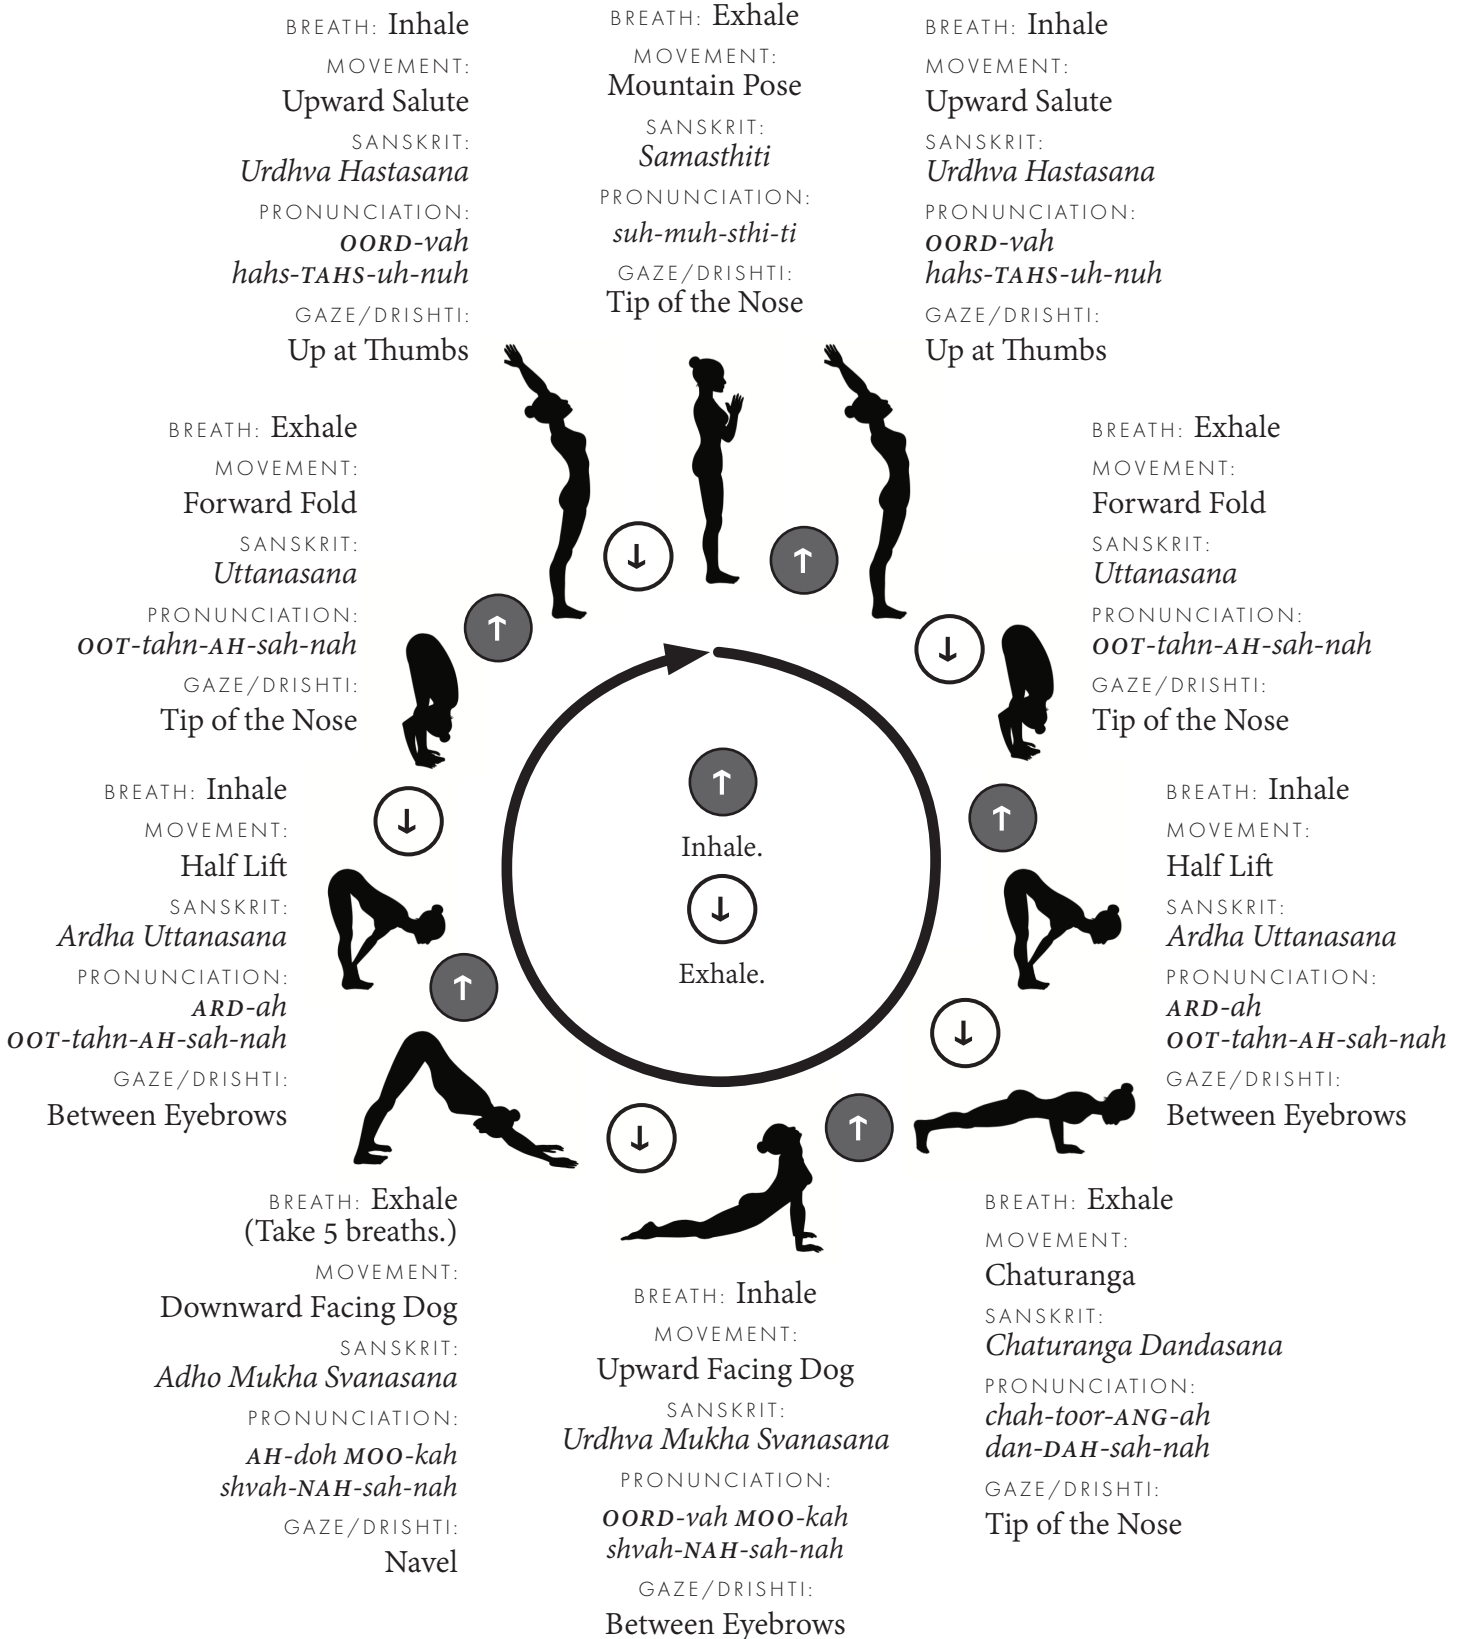 BREATH: Exhale
MOVEMENT:
Mountain Pose
SANSKRIT:
Samasthiti
PRONUNCIATION:
suh-muh-sthi-ti
GAZE/DRISHTI:
Tip of the Nose
BREATH: Inhale
MOVEMENT:
Upward Salute
SANSKRIT:
Urdhva Hastasana
PRONUNCIATION:
OORD-vah
hahs-TAHS-uh-nuh
GAZE/DRISHTI:
Up at Thumbs
BREATH: Exhale
MOVEMENT:
Forward Fold
SANSKRIT:
Uttanasana
PRONUNCIATION:
OOT-tahn-AH-sah-nah
GAZE/DRISHTI:
Tip of the Nose
BREATH: Inhale
MOVEMENT:
Half Lift
SANSKRIT:
Ardha Uttanasana
PRONUNCIATION:
ARD-ah
OOT-tahn-AH-sah-nah
GAZE/DRISHTI:
Between Eyebrows
BREATH: Exhale
MOVEMENT:
Chaturanga
SANSKRIT:
Chaturanga Dandasana
PRONUNCIATION:
chah-toor-ANG-ah
dan-DAH-sah-nah
GAZE/DRISHTI:
Tip of the Nose
BREATH: Inhale
MOVEMENT:
Upward Facing Dog
SANSKRIT:
Urdhva Mukha Svanasana
PRONUNCIATION:
OORD-vah MOO-kah
shvah-NAH-sah-nah
GAZE/DRISHTI:
Between Eyebrows
BREATH: Exhale
(Take 5 breaths.)
MOVEMENT:
Downward Facing Dog
SANSKRIT:
Adho Mukha Svanasana
PRONUNCIATION:
AH-doh MOO-kah
shvah-NAH-sah-nah
GAZE/DRISHTI:
Navel
BREATH: Inhale
MOVEMENT:
Half Lift
SANSKRIT:
Ardha Uttanasana
PRONUNCIATION:
ARD-ah
OOT-tahn-AH-sah-nah
GAZE/DRISHTI:
Between Eyebrows
BREATH: Exhale
MOVEMENT:
Forward Fold
SANSKRIT:
Uttanasana
PRONUNCIATION:
OOT-tahn-AH-sah-nah
GAZE/DRISHTI:
Tip of the Nose
BREATH: Inhale
MOVEMENT:
Upward Salute
SANSKRIT:
Urdhva Hastasana
PRONUNCIATION:
OORD-vah
hahs-TAHS-uh-nuh
GAZE/DRISHTI:
Up at Thumbs
Inhale.
Exhale.